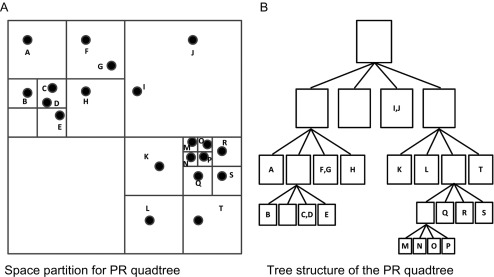 A
B
A
F
G
J
B
C
D
E
H
I
M
O
R
N
P
K
Q
S
L
T
I,J
A
F,G
H
K
L
T
B
C,D
E
Q
R
S
M
N
O
P
Space partition for PR quadtree
Tree structure of the PR quadtree